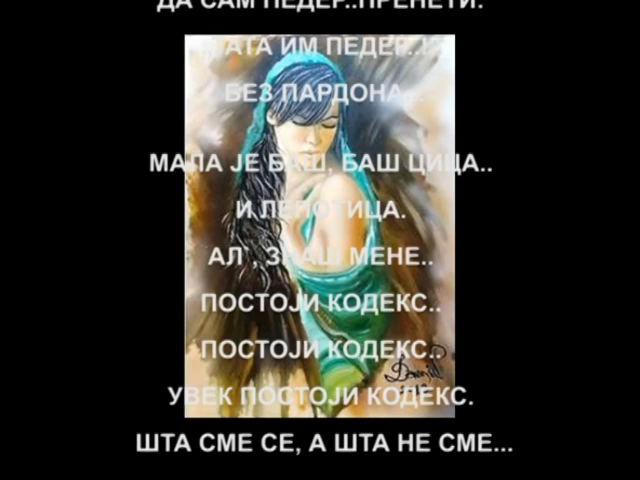 ДА САМ ПЕДЕР..ПРЕНЕТИ.
ТАТА ИМ ПЕДЕР..!!
БЕЗ ПАРДОНА...
МАЛА ЈЕ БАШ, БАШ ЦИЦА..
И ЛЕПОТИЦА.
АЛ`, ЗНАШ МЕНЕ..
ПОСТОЈИ КОДЕКС..
ПОСТОЈИ КОДЕКС..
УВЕК ПОСТОЈИ КОДЕКС.
ШТА СМЕ СЕ, А ШТА НЕ СМЕ...